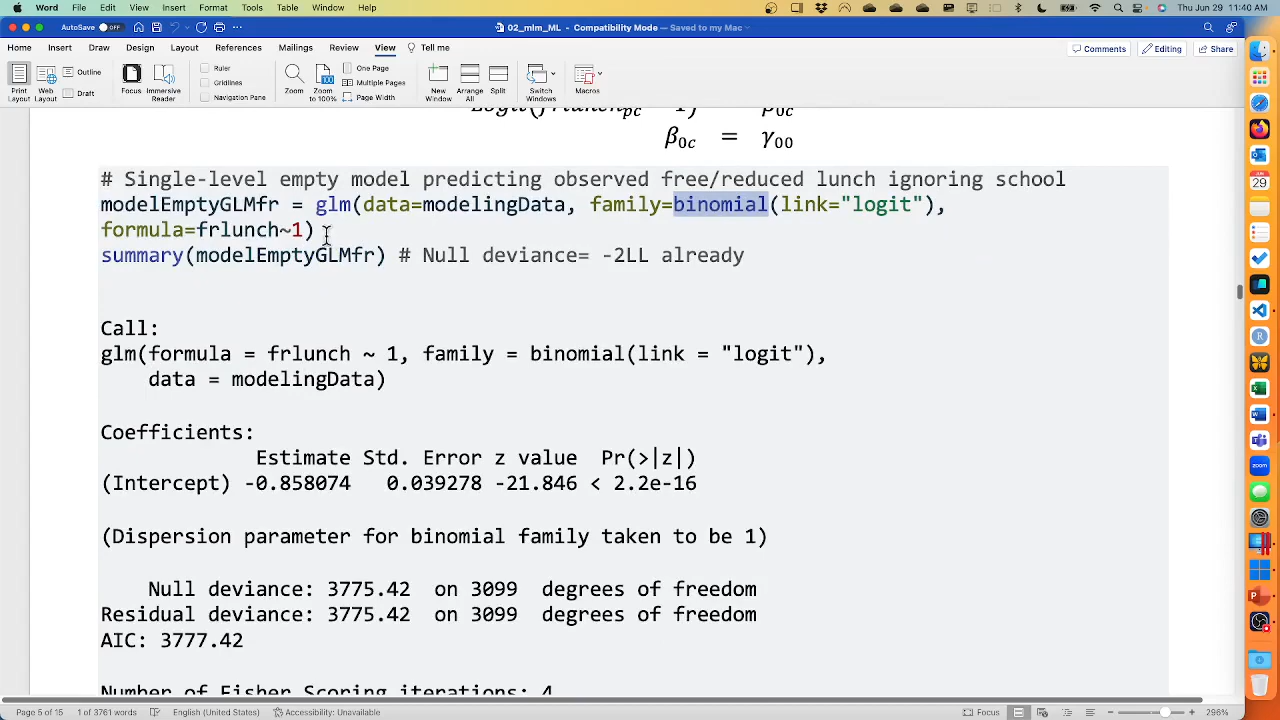 Word File Edit View Insert Format Tools Table Window Help Thu Jun 29 11:40 AM
AutoSave OFF 02_mlm_ML - Compatibility Mode — Saved to my Mac
Home Insert Draw Design Layout References Mailings Review View Tell me Comments Editing Share
Print Layout Web Layout Outline Draft Focus Immersive Reader Ruler Gridlines Navigation Pane Zoom Zoom to 100% One Page Multiple Pages Page Width New Window Arrange All Split Switch Windows Macros
β0c = γ00
# Single-level empty model predicting observed free/reduced lunch ignoring school
modelEmptyGLMfr = glm(data=modelingData, family=binomial(link="logit"),
formula=frlunch~1)
summary(modelEmptyGLMfr) # Null deviance= -2LL already
Call:
glm(formula = frlunch ~ 1, family = binomial(link = "logit"),
data = modelingData)
Coefficients:
Estimate Std. Error z value Pr(>|z|)
(Intercept) -0.858074 0.039278 -21.846 < 2.2e-16
(Dispersion parameter for binomial family taken to be 1)
Null deviance: 3775.42 on 3099 degrees of freedom
Residual deviance: 3775.42 on 3099 degrees of freedom
AIC: 3777.42
Number of Fisher Scoring iterations: 4
Page 5 of 15 1 of 3761 words English (United States) Accessibility: Unavailable Focus 296%